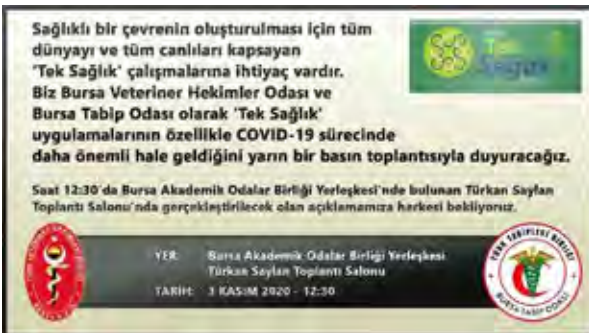 Sağlıklı bir çevrenin oluşturulması için tüm
dünyayı ve tüm canlıları kapsayan
'Tek Sağlık' çalışmalarına ihtiyaç vardır.
Biz Bursa Veteriner Hekimler Odası ve
Bursa Tabip Odası olarak 'Tek Sağlık'
uygulamalarının özellikle COVID-19 sürecinde
daha önemli hale geldiğini yarın bir basın toplantısıyla duyuracağız.
Saat 12:30'da Bursa Akademik Odalar Birliği Yerleşkesi'nde bulunan Türkan Saylan
Toplantı Salonu'nda gerçekleştirilecek olan açıklamamıza herkesi bekliyoruz.
YER: Bursa Akademik Odalar Birliği Yerleşkesi
Türkan Saylan Toplantı Salonu
TARİH: 3 KASIM 2020 - 12:30
TÜRK TABİPLERİ BİRLİĞİ
BURSA TABİP ODASI